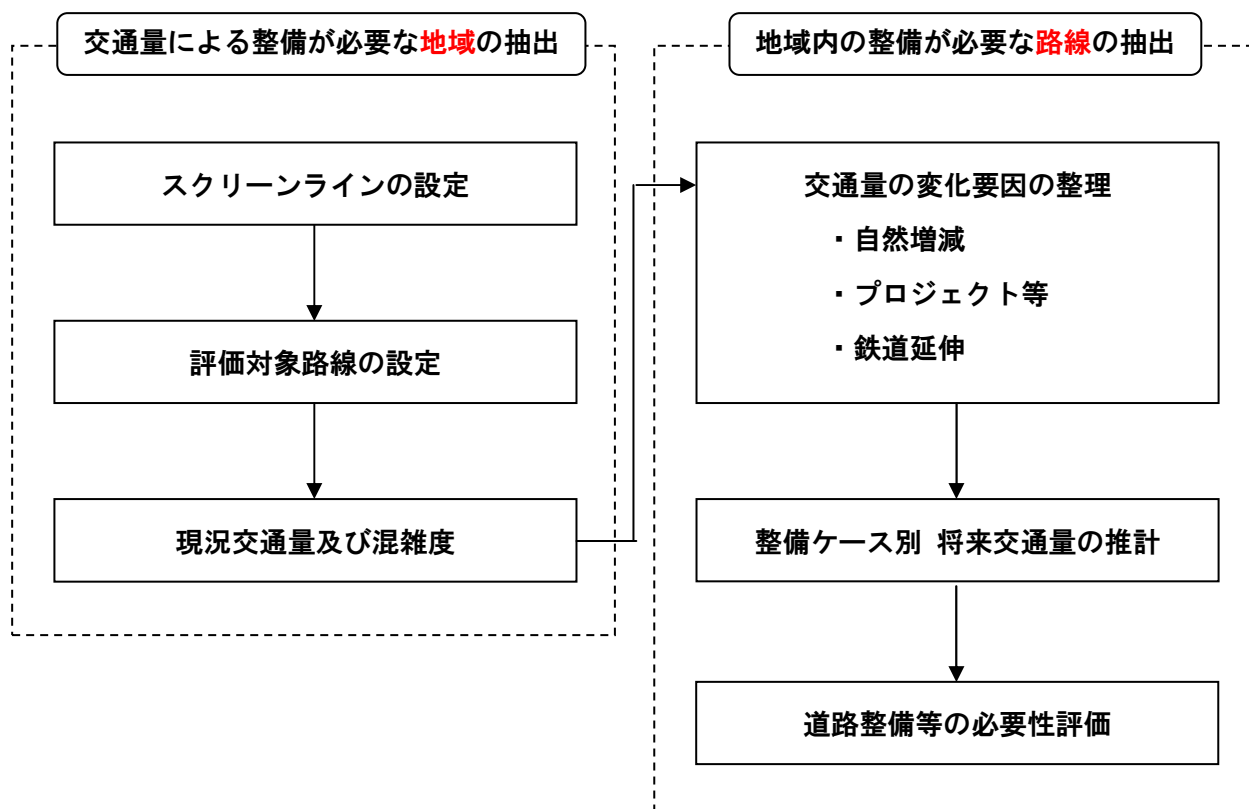 交通量による整備が必要な地域の抽出
スクリーンラインの設定
評価対象路線の設定
現況交通量及び混雑度
地域内の整備が必要な路線の抽出
交通量の変化要因の整理
・自然増減
・プロジェクト等
・鉄道延伸
整備ケース別 将来交通量の推計
道路整備等の必要性評価